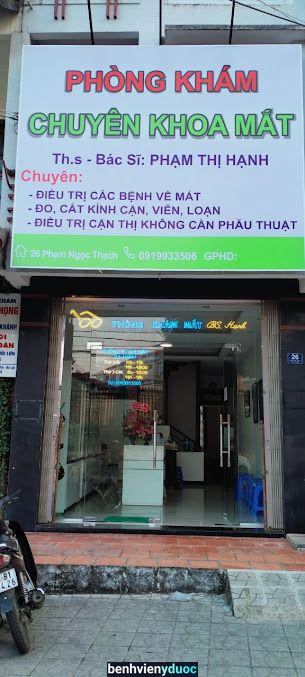 PHÒNG KHÁM
CHUYÊN KHOA MẮT
Th.s - Bác Sĩ: PHẠM THỊ HẠNH
Chuyên:
- ĐIỀU TRỊ CÁC BỆNH VỀ MẮT
- ĐO, CẮT KÍNH CẬN, VIỄN, LOẠN
- ĐIỀU TRỊ CẬN THỊ KHÔNG CẦN PHẪU THUẬT
26 Phạm Ngọc Thạch 0919933506 GPHD:
PHÒNG KHÁM MẮT BS. Hạnh
26
benhvienyduoc